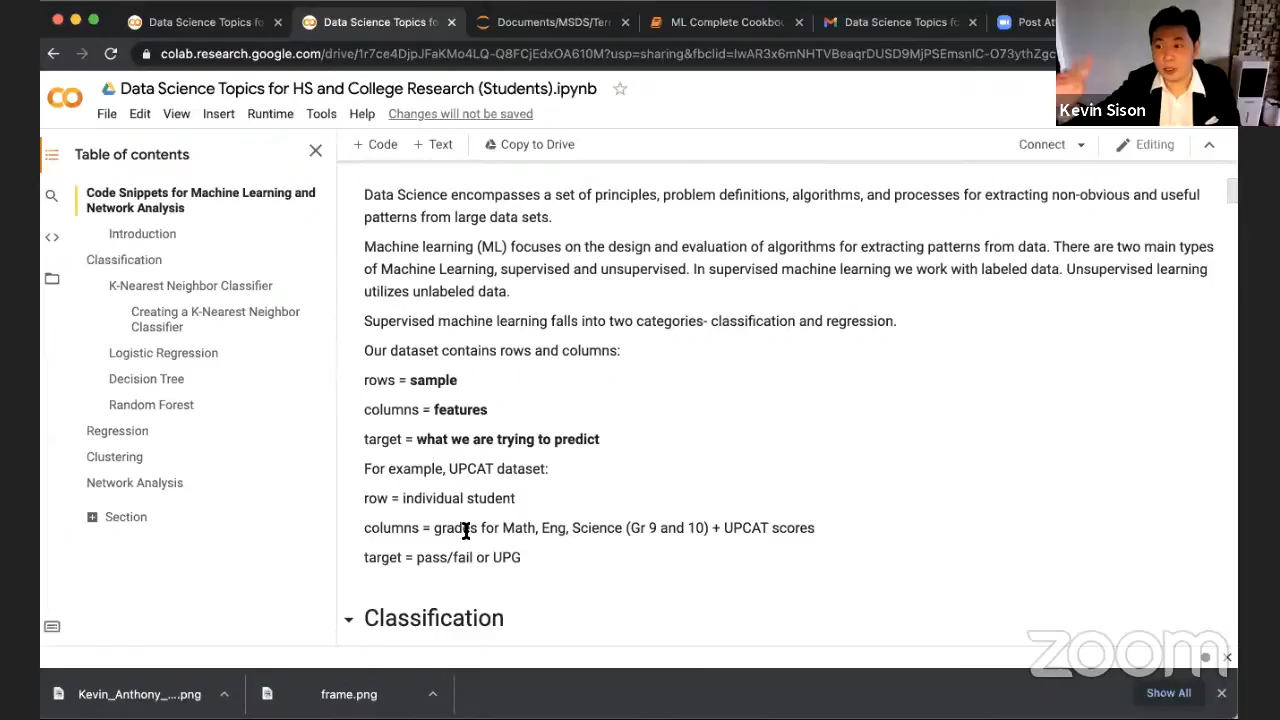 Data Science Topics fo
Data Science Topics fo
Documents/MSDS/Ter
ML Complete Cookbo
Data Science Topics fo
Post At
colab.research.google.com/drive/1r7ce4DjpJFaKMo4LQ-Q8FCjEdxOA610M?usp=sharing&fbclid=IwAR3x6mNHTVBeaqrDUSD9MjPSEmsnlC-O73ythZgc
Kevin Sison
Data Science Topics for HS and College Research (Students).ipynb
File Edit View Insert Runtime Tools Help Changes will not be saved
Table of contents
+ Code + Text Copy to Drive
Connect Editing
Code Snippets for Machine Learning and
Network Analysis
Introduction
Classification
K-Nearest Neighbor Classifier
Creating a K-Nearest Neighbor
Classifier
Logistic Regression
Decision Tree
Random Forest
Regression
Clustering
Network Analysis
Section
Data Science encompasses a set of principles, problem definitions, algorithms, and processes for extracting non-obvious and useful
patterns from large data sets.
Machine learning (ML) focuses on the design and evaluation of algorithms for extracting patterns from data. There are two main types
of Machine Learning, supervised and unsupervised. In supervised machine learning we work with labeled data. Unsupervised learning
utilizes unlabeled data.
Supervised machine learning falls into two categories- classification and regression.
Our dataset contains rows and columns:
rows = sample
columns = features
target = what we are trying to predict
For example, UPCAT dataset:
row = individual student
columns = grades for Math, Eng, Science (Gr 9 and 10) + UPCAT scores
target = pass/fail or UPG
Classification
zoom
Kevin_Anthony_....png
frame.png
Show All